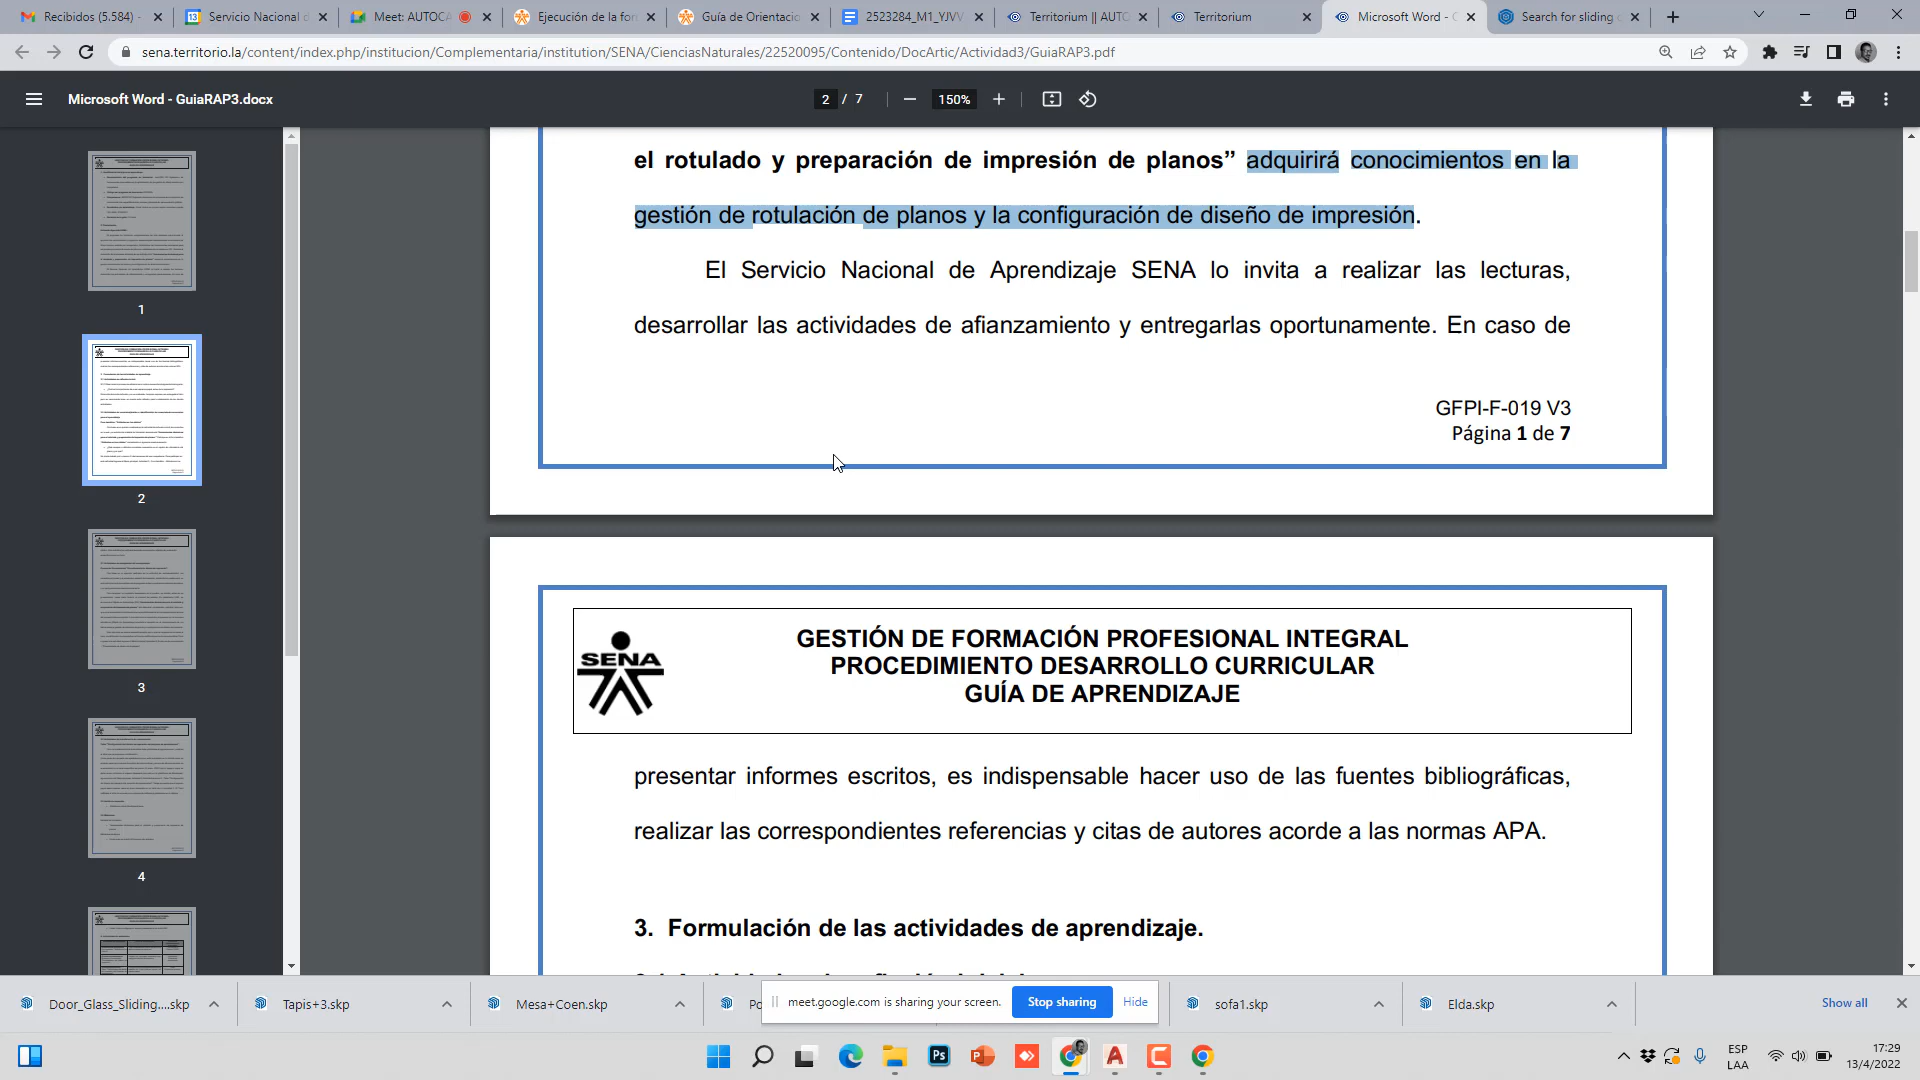 Recibidos (5.584) -
Servicio Nacional d
Meet: AUTOCA
Ejecución de la for
Guía de Orientacio
2523284_M1_YJVV
Territorium || AUTO
Territorium
Microsoft Word - G
Search for sliding
sena.territorio.la/content/index.php/institucion/Complementaria/institution/SENA/CienciasNaturales/22520095/Contenido/DocArtic/Actividad3/GuiaRAP3.pdf
Microsoft Word - GuiaRAP3.docx
2 / 7
150%
el rotulado y preparación de impresión de planos” adquirirá conocimientos en la
gestión de rotulación de planos y la configuración de diseño de impresión.
El Servicio Nacional de Aprendizaje SENA lo invita a realizar las lecturas,
desarrollar las actividades de afianzamiento y entregarlas oportunamente. En caso de
GFPI-F-019 V3
Página 1 de 7
SENA
GESTIÓN DE FORMACIÓN PROFESIONAL INTEGRAL
PROCEDIMIENTO DESARROLLO CURRICULAR
GUÍA DE APRENDIZAJE
presentar informes escritos, es indispensable hacer uso de las fuentes bibliográficas,
realizar las correspondientes referencias y citas de autores acorde a las normas APA.
3. Formulación de las actividades de aprendizaje.
1
2
3
4
Door_Glass_Sliding....skp
Tapis+3.skp
Mesa+Coen.skp
Po
meet.google.com is sharing your screen.
Stop sharing
Hide
sofa1.skp
Elda.skp
Show all
Ps
ESP
LAA
17:29
13/4/2022